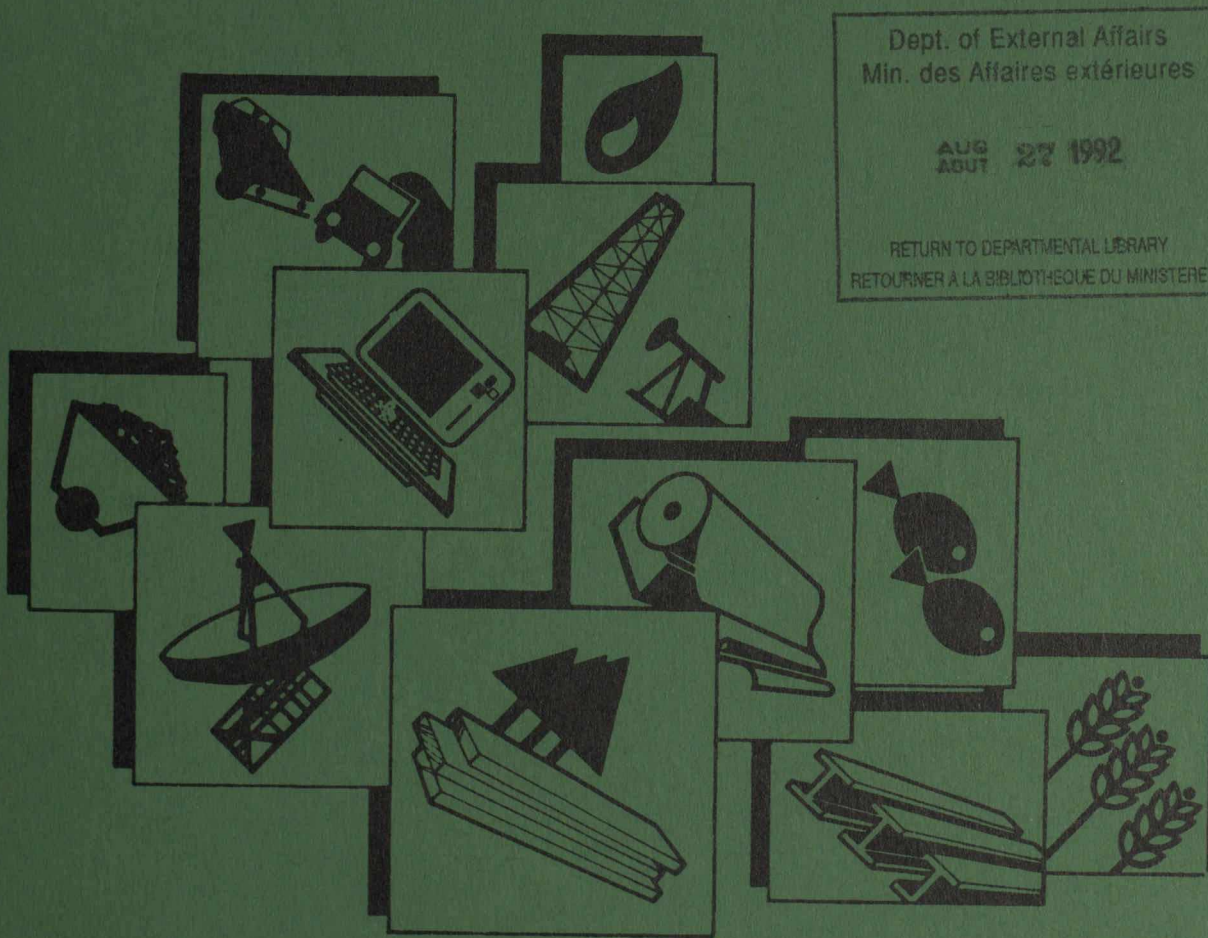 Dept. of External Affairs
Min. des Affaires extérieures
AUG
AOUT 27 1992
RETURN TO DEPARTMENTAL LIBRARY
RETOURNER A LA BIBLIOTHEQUE DU MINISTERE